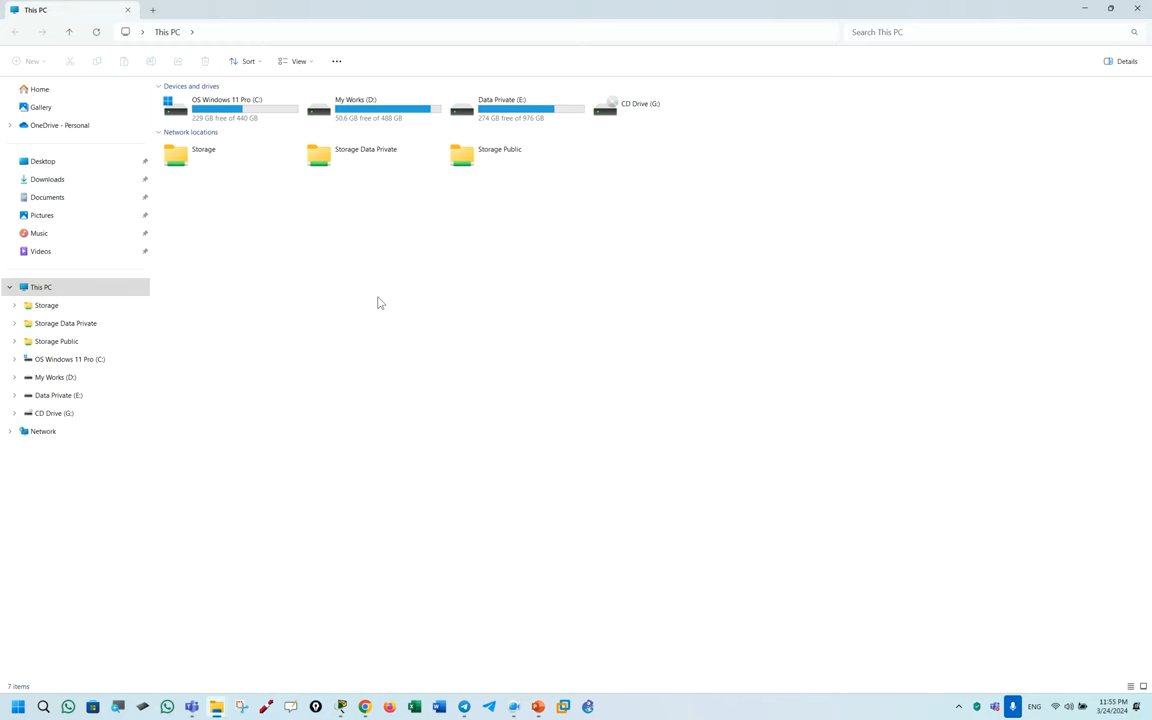 This PC
This PC
Search This PC
New
Sort
View
Details
Home
Gallery
OneDrive - Personal
Desktop
Downloads
Documents
Pictures
Music
Videos
This PC
Storage
Storage Data Private
Storage Public
OS Windows 11 Pro (C:)
My Works (D:)
Data Private (E:)
CD Drive (G:)
Network
Devices and drives
OS Windows 11 Pro (C:)
229 GB free of 440 GB
My Works (D:)
50.6 GB free of 488 GB
Data Private (E:)
274 GB free of 976 GB
CD Drive (G:)
Network locations
Storage
Storage Data Private
Storage Public
7 items
ENG
11:55 PM
3/24/2024